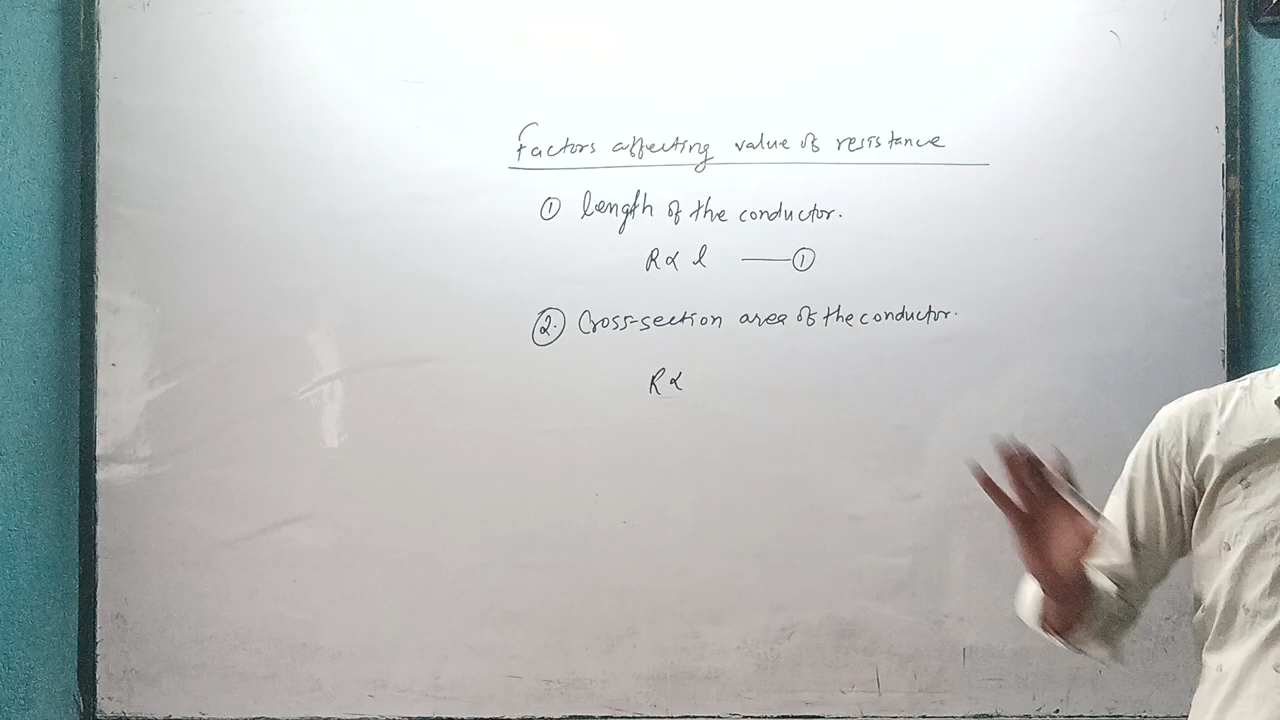 Factors affecting value of resistance
① length of the conductor.
R ∝ l —— ①
②. Cross-section area of the conductor.
R ∝